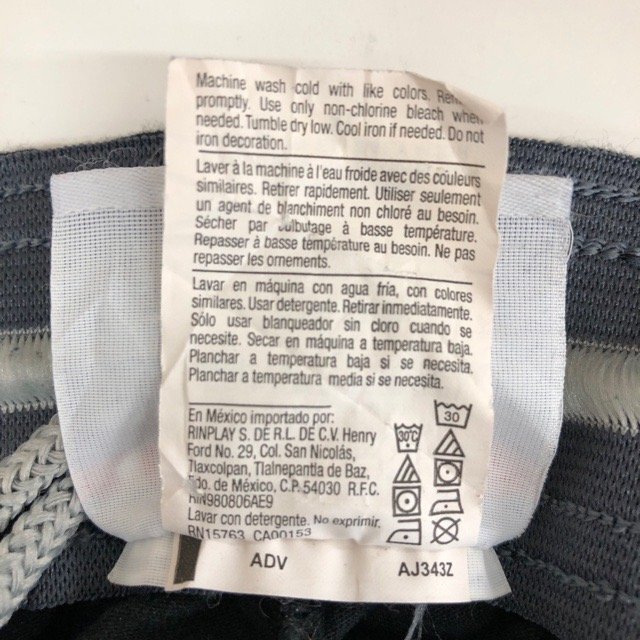 Machine wash cold with like colors.
promptly. Use only non-chlorine bleach when
needed. Tumble dry low. Cool iron if needed. Do not
iron decoration.
Laver à la machine à l'eau froide avec des couleurs
similaires. Retirer rapidement. Utiliser seulement
un agent de blanchiment non chloré au besoin.
Sécher par culbutage à basse température.
Repasser à basse température au besoin. Ne pas
repasser les ornements.
Lavar en máquina con agua fría, con colores
similares. Usar detergente. Retirar inmediatamente.
Sólo usar blanqueador sin cloro cuando se
necesite. Secar en máquina a temperatura baja.
Planchar a temperatura baja si se necesita.
Planchar a temperatura media si se necesita.
En México importado por:
RINPLAY S. DE R.L. DE C.V. Henry
Ford No. 29, Col. San Nicolás,
Tlaxcolpan, Tlalnepantla de Baz,
do. de México, C.P. 54030 R.F.C.
RIN980806AE9
Lavar con detergente. No exprimir.
RN15763 CA00153
30
ADV AJ343Z